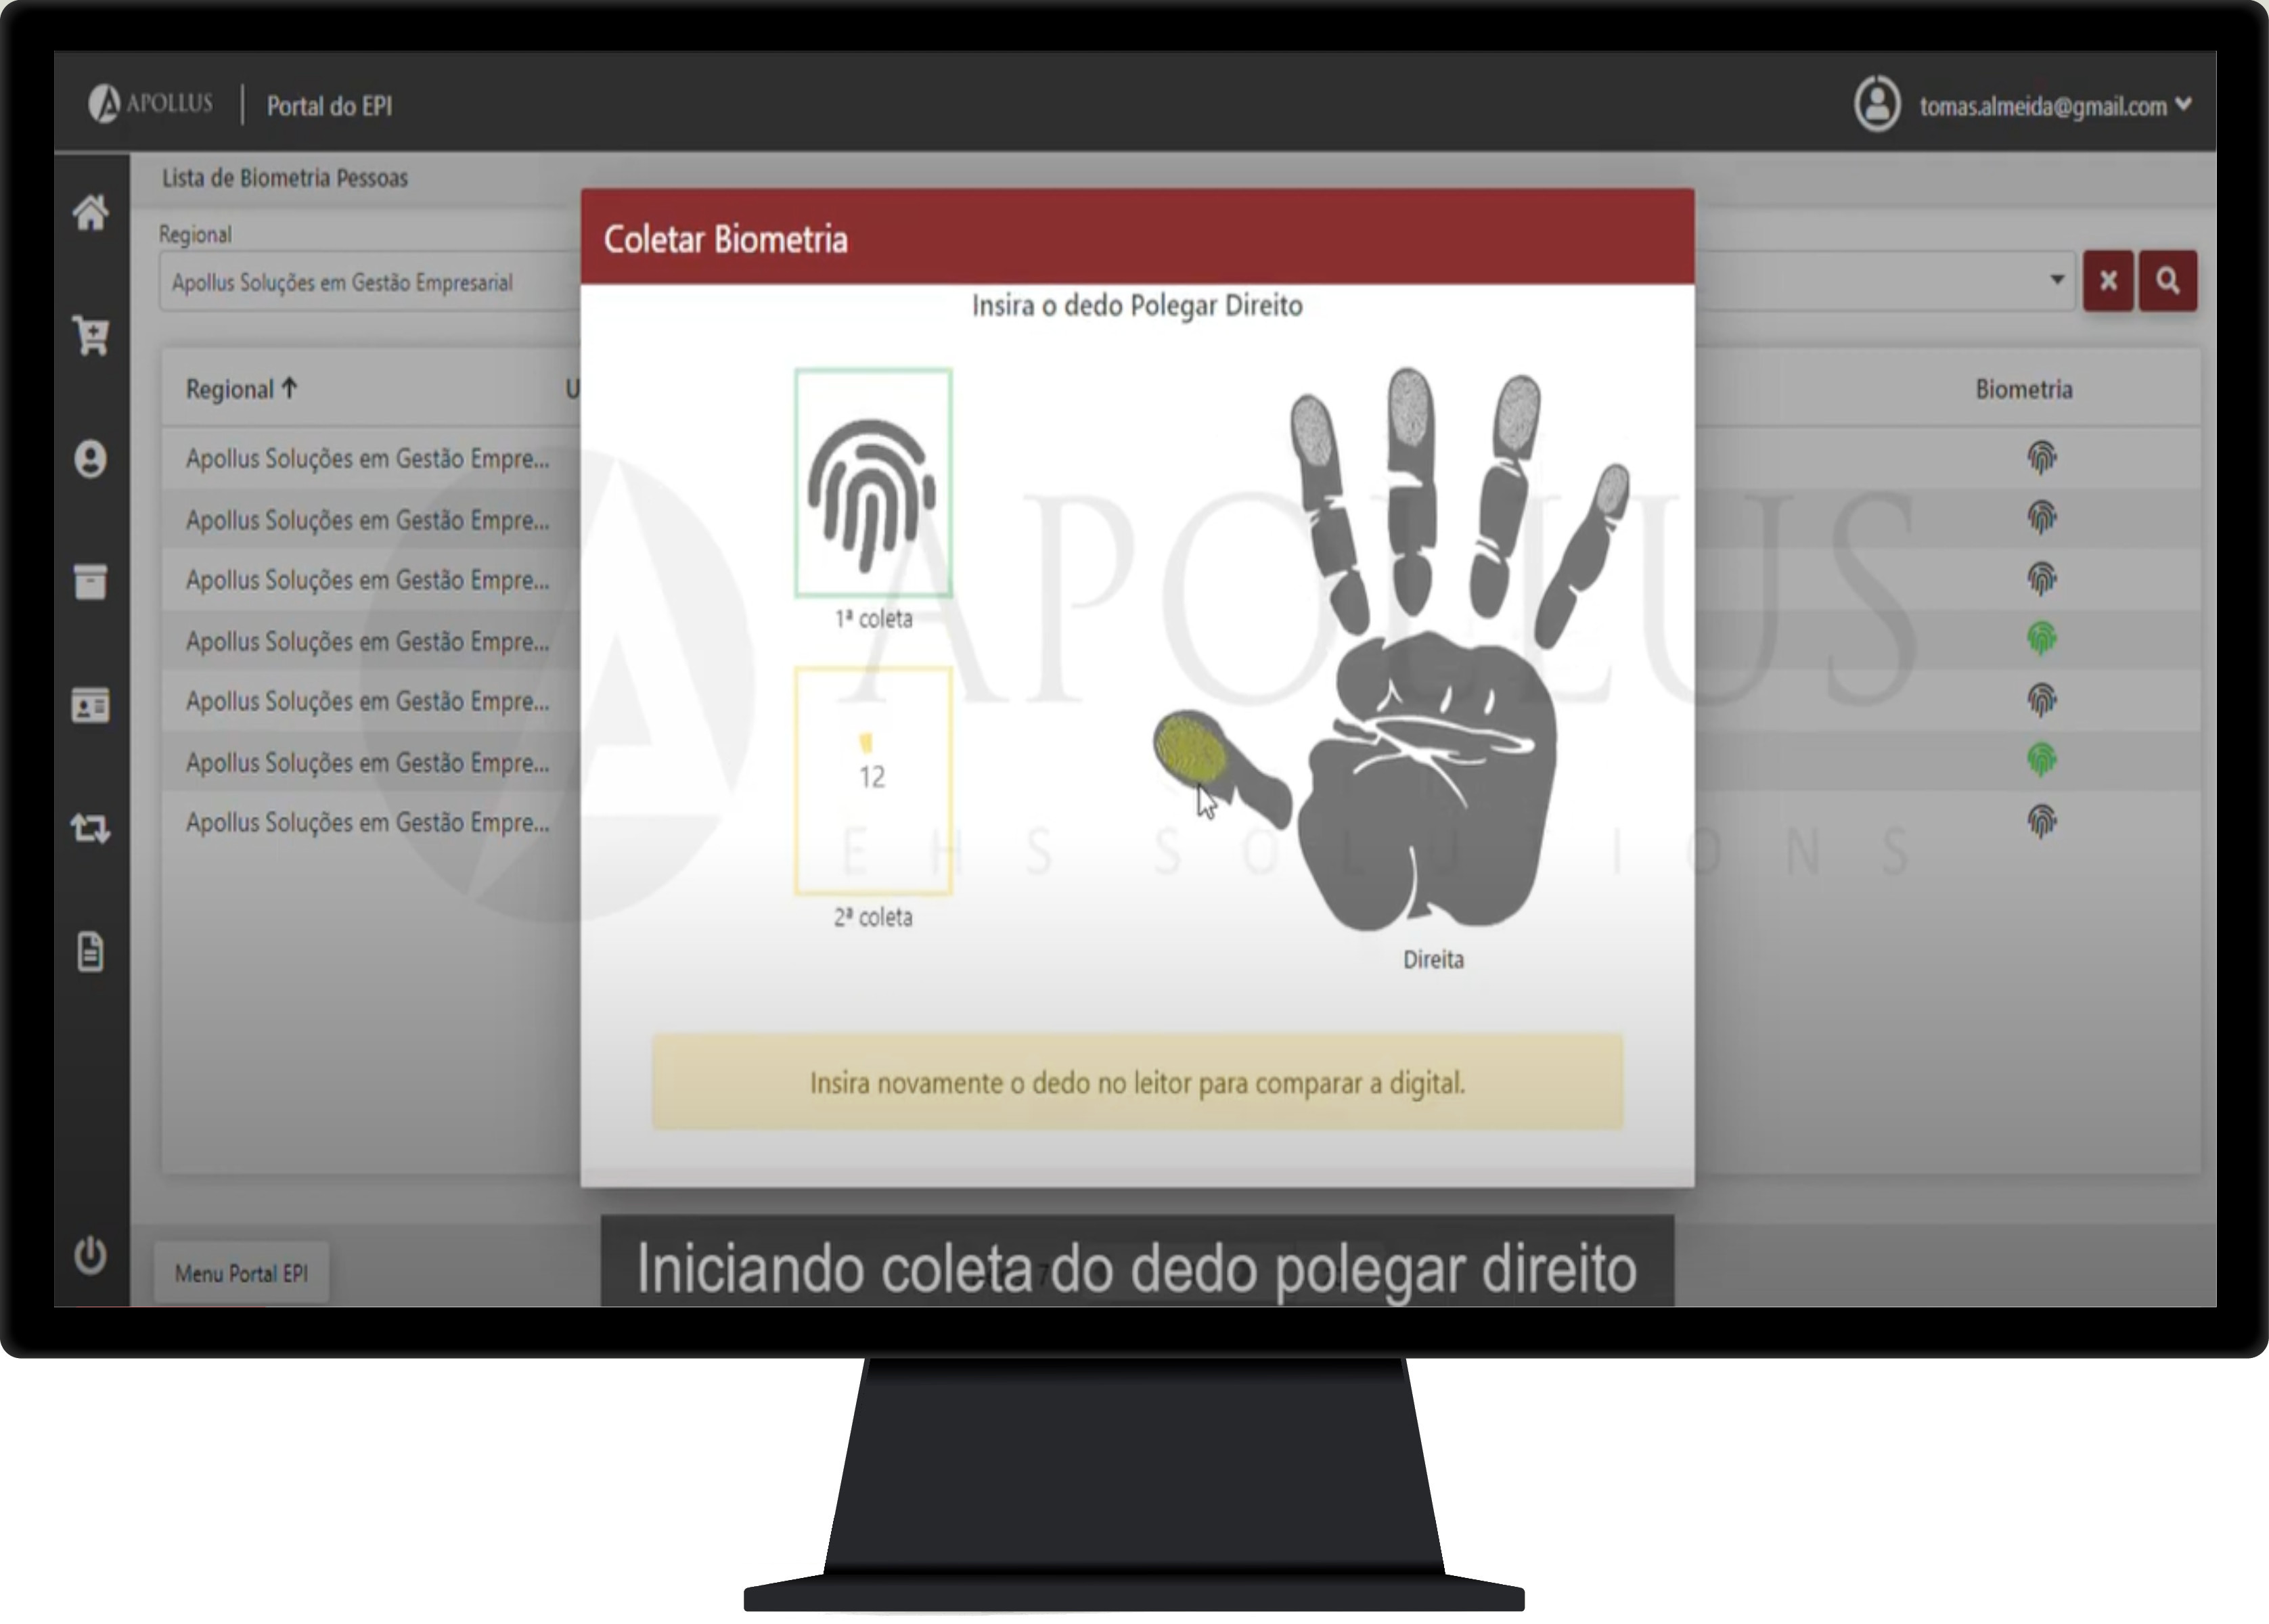 APOLLUS
Portal do EPI
tomas.almeida@gmail.com
Lista de Biometria Pessoas
Regional
Apollus Soluções em Gestão Empresarial
Coletar Biometria
Insira o dedo Polegar Direito
Regional
U
Biometria
Apollus Soluções em Gestão Empre...
Apollus Soluções em Gestão Empre...
Apollus Soluções em Gestão Empre...
Apollus Soluções em Gestão Empre...
Apollus Soluções em Gestão Empre...
Apollus Soluções em Gestão Empre...
Apollus Soluções em Gestão Empre...
1ª coleta
12
2ª coleta
Direita
APOLLUS
EHS SOLUTIONS
Insira novamente o dedo no leitor para comparar a digital.
Menu Portal EPI
Iniciando coleta do dedo polegar direito